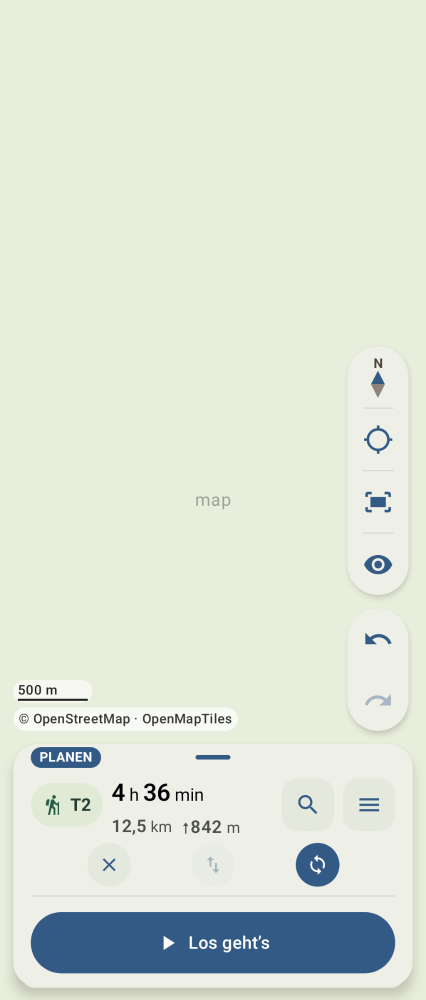 N
map
500 m
© OpenStreetMap · OpenMapTiles
PLANEN
T2
4 h 36 min
12,5 km ↑842 m
Los geht’s